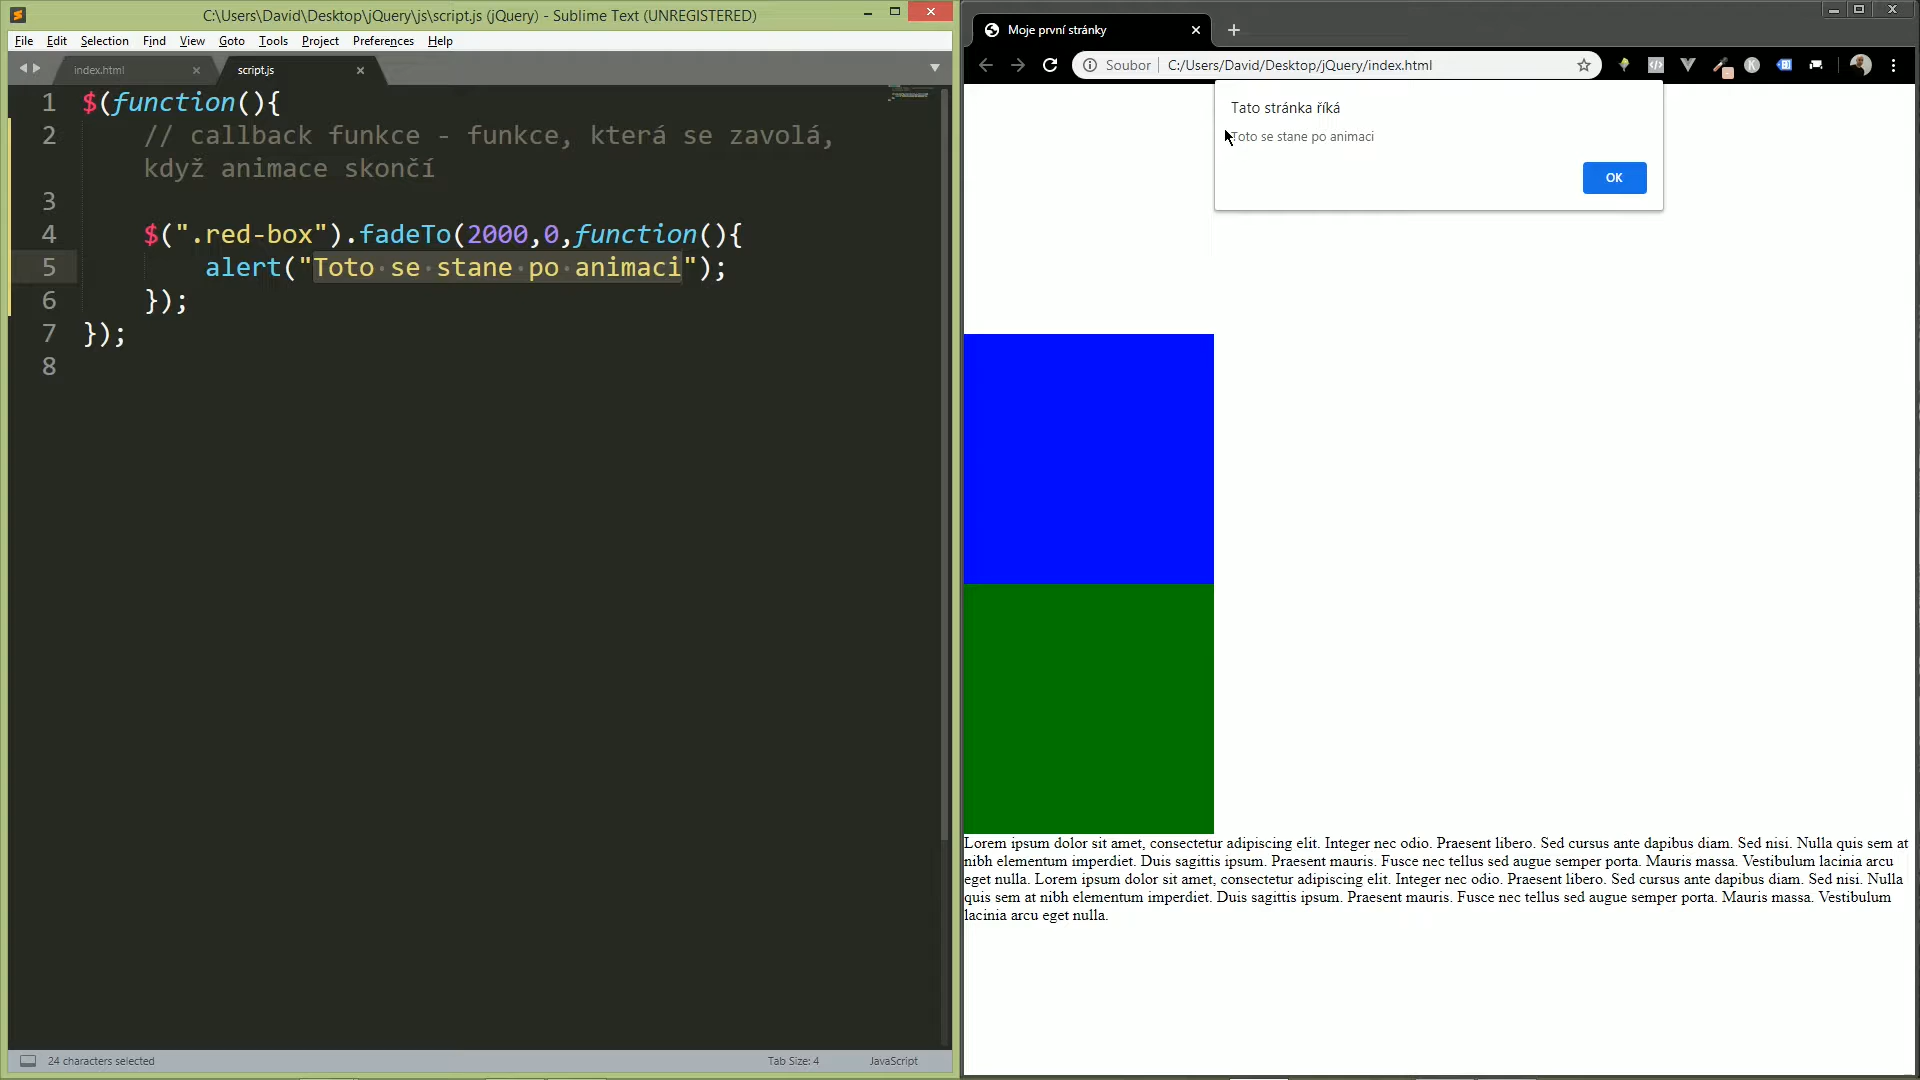 C:\Users\David\Desktop\jQuery\js\script.js (jQuery) - Sublime Text (UNREGISTERED)
File Edit Selection Find View Goto Tools Project Preferences Help
index.html
script.js
1 $(function(){
2 // callback funkce - funkce, která se zavolá,
když animace skončí
3
4 $(".red-box").fadeTo(2000,0,function(){
5 alert("Toto se stane po animaci");
6 });
7 });
8
24 characters selected
Tab Size: 4
JavaScript
Moje první stránky
Soubor
C:/Users/David/Desktop/jQuery/index.html
Tato stránka říká
Toto se stane po animaci
OK
Lorem ipsum dolor sit amet, consectetur adipiscing elit. Integer nec odio. Praesent libero. Sed cursus ante dapibus diam. Sed nisi. Nulla quis sem at
nibh elementum imperdiet. Duis sagittis ipsum. Praesent mauris. Fusce nec tellus sed augue semper porta. Mauris massa. Vestibulum lacinia arcu
eget nulla. Lorem ipsum dolor sit amet, consectetur adipiscing elit. Integer nec odio. Praesent libero. Sed cursus ante dapibus diam. Sed nisi. Nulla
quis sem at nibh elementum imperdiet. Duis sagittis ipsum. Praesent mauris. Fusce nec tellus sed augue semper porta. Mauris massa. Vestibulum
lacinia arcu eget nulla.